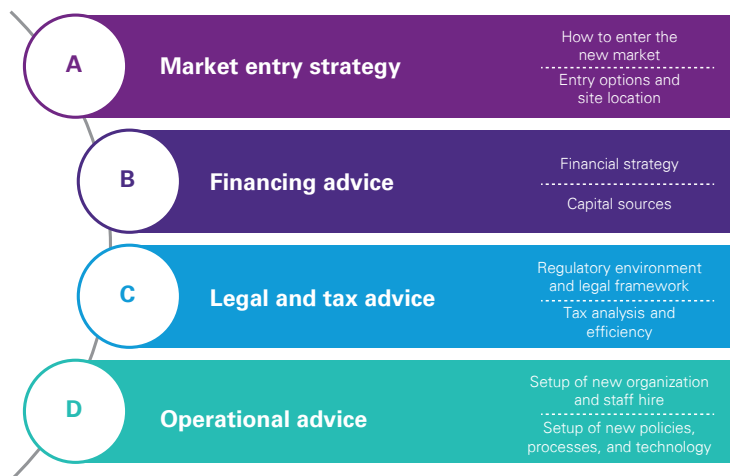 A
Market entry strategy
How to enter the
new market
Entry options and
site location
B
Financing advice
Financial strategy
Capital sources
C
Legal and tax advice
Regulatory environment
and legal framework
Tax analysis and
efficiency
D
Operational advice
Setup of new organization
and staff hire
Setup of new policies,
processes, and technology